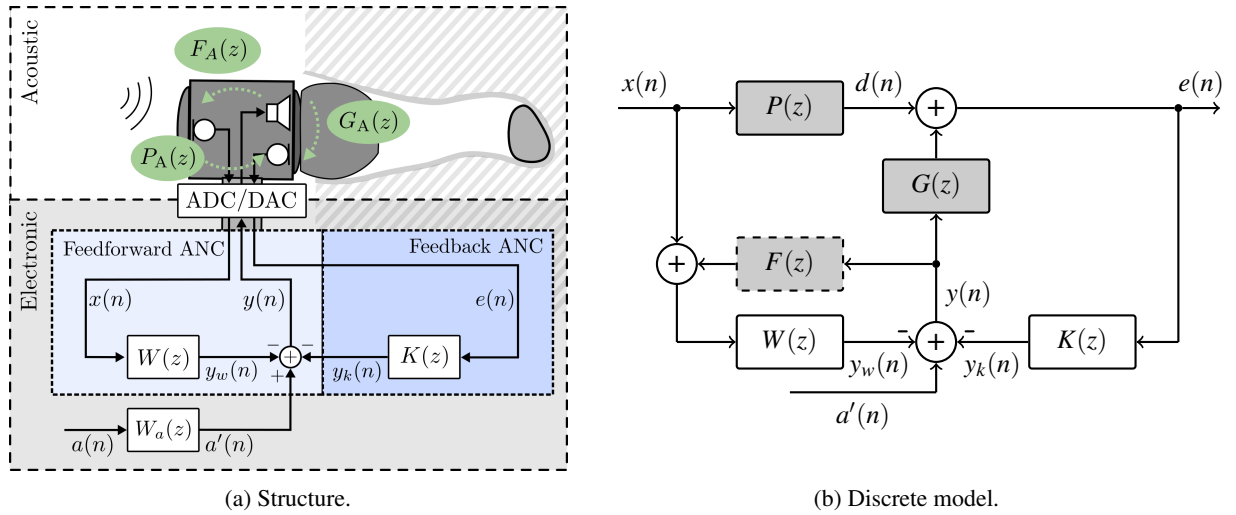 Acoustic
F_A(z)
G_A(z)
P_A(z)
ADC/DAC
Electronic
Feedforward ANC
Feedback ANC
x(n)
y(n)
e(n)
W(z)
y_w(n)
−
+
−
+
y_k(n)
K(z)
a(n)
W_a(z)
a′(n)
(a) Structure.
x(n)
P(z)
d(n)
+
e(n)
G(z)
+
F(z)
y(n)
W(z)
y_w(n)
-
+
-
y_k(n)
K(z)
a′(n)
(b) Discrete model.